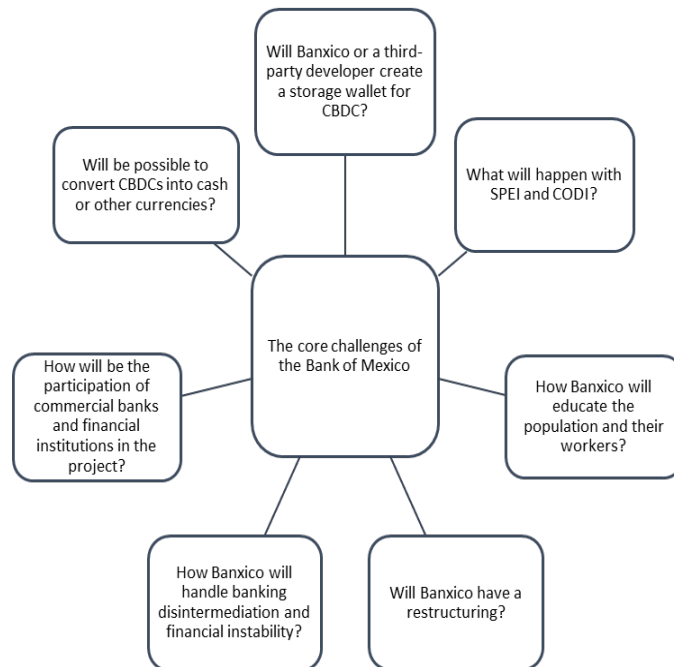 Will Banxico or a third-
party developer create
a storage wallet for
CBDC?
Will be possible to
convert CBDCs into cash
or other currencies?
What will happen with
SPEI and CODI?
The core challenges of
the Bank of Mexico
How will be the
participation of
commercial banks
and financial
institutions in the
project?
How Banxico will
educate the
population and their
workers?
How Banxico will
handle banking
disintermediation and
financial instability?
Will Banxico have a
restructuring?